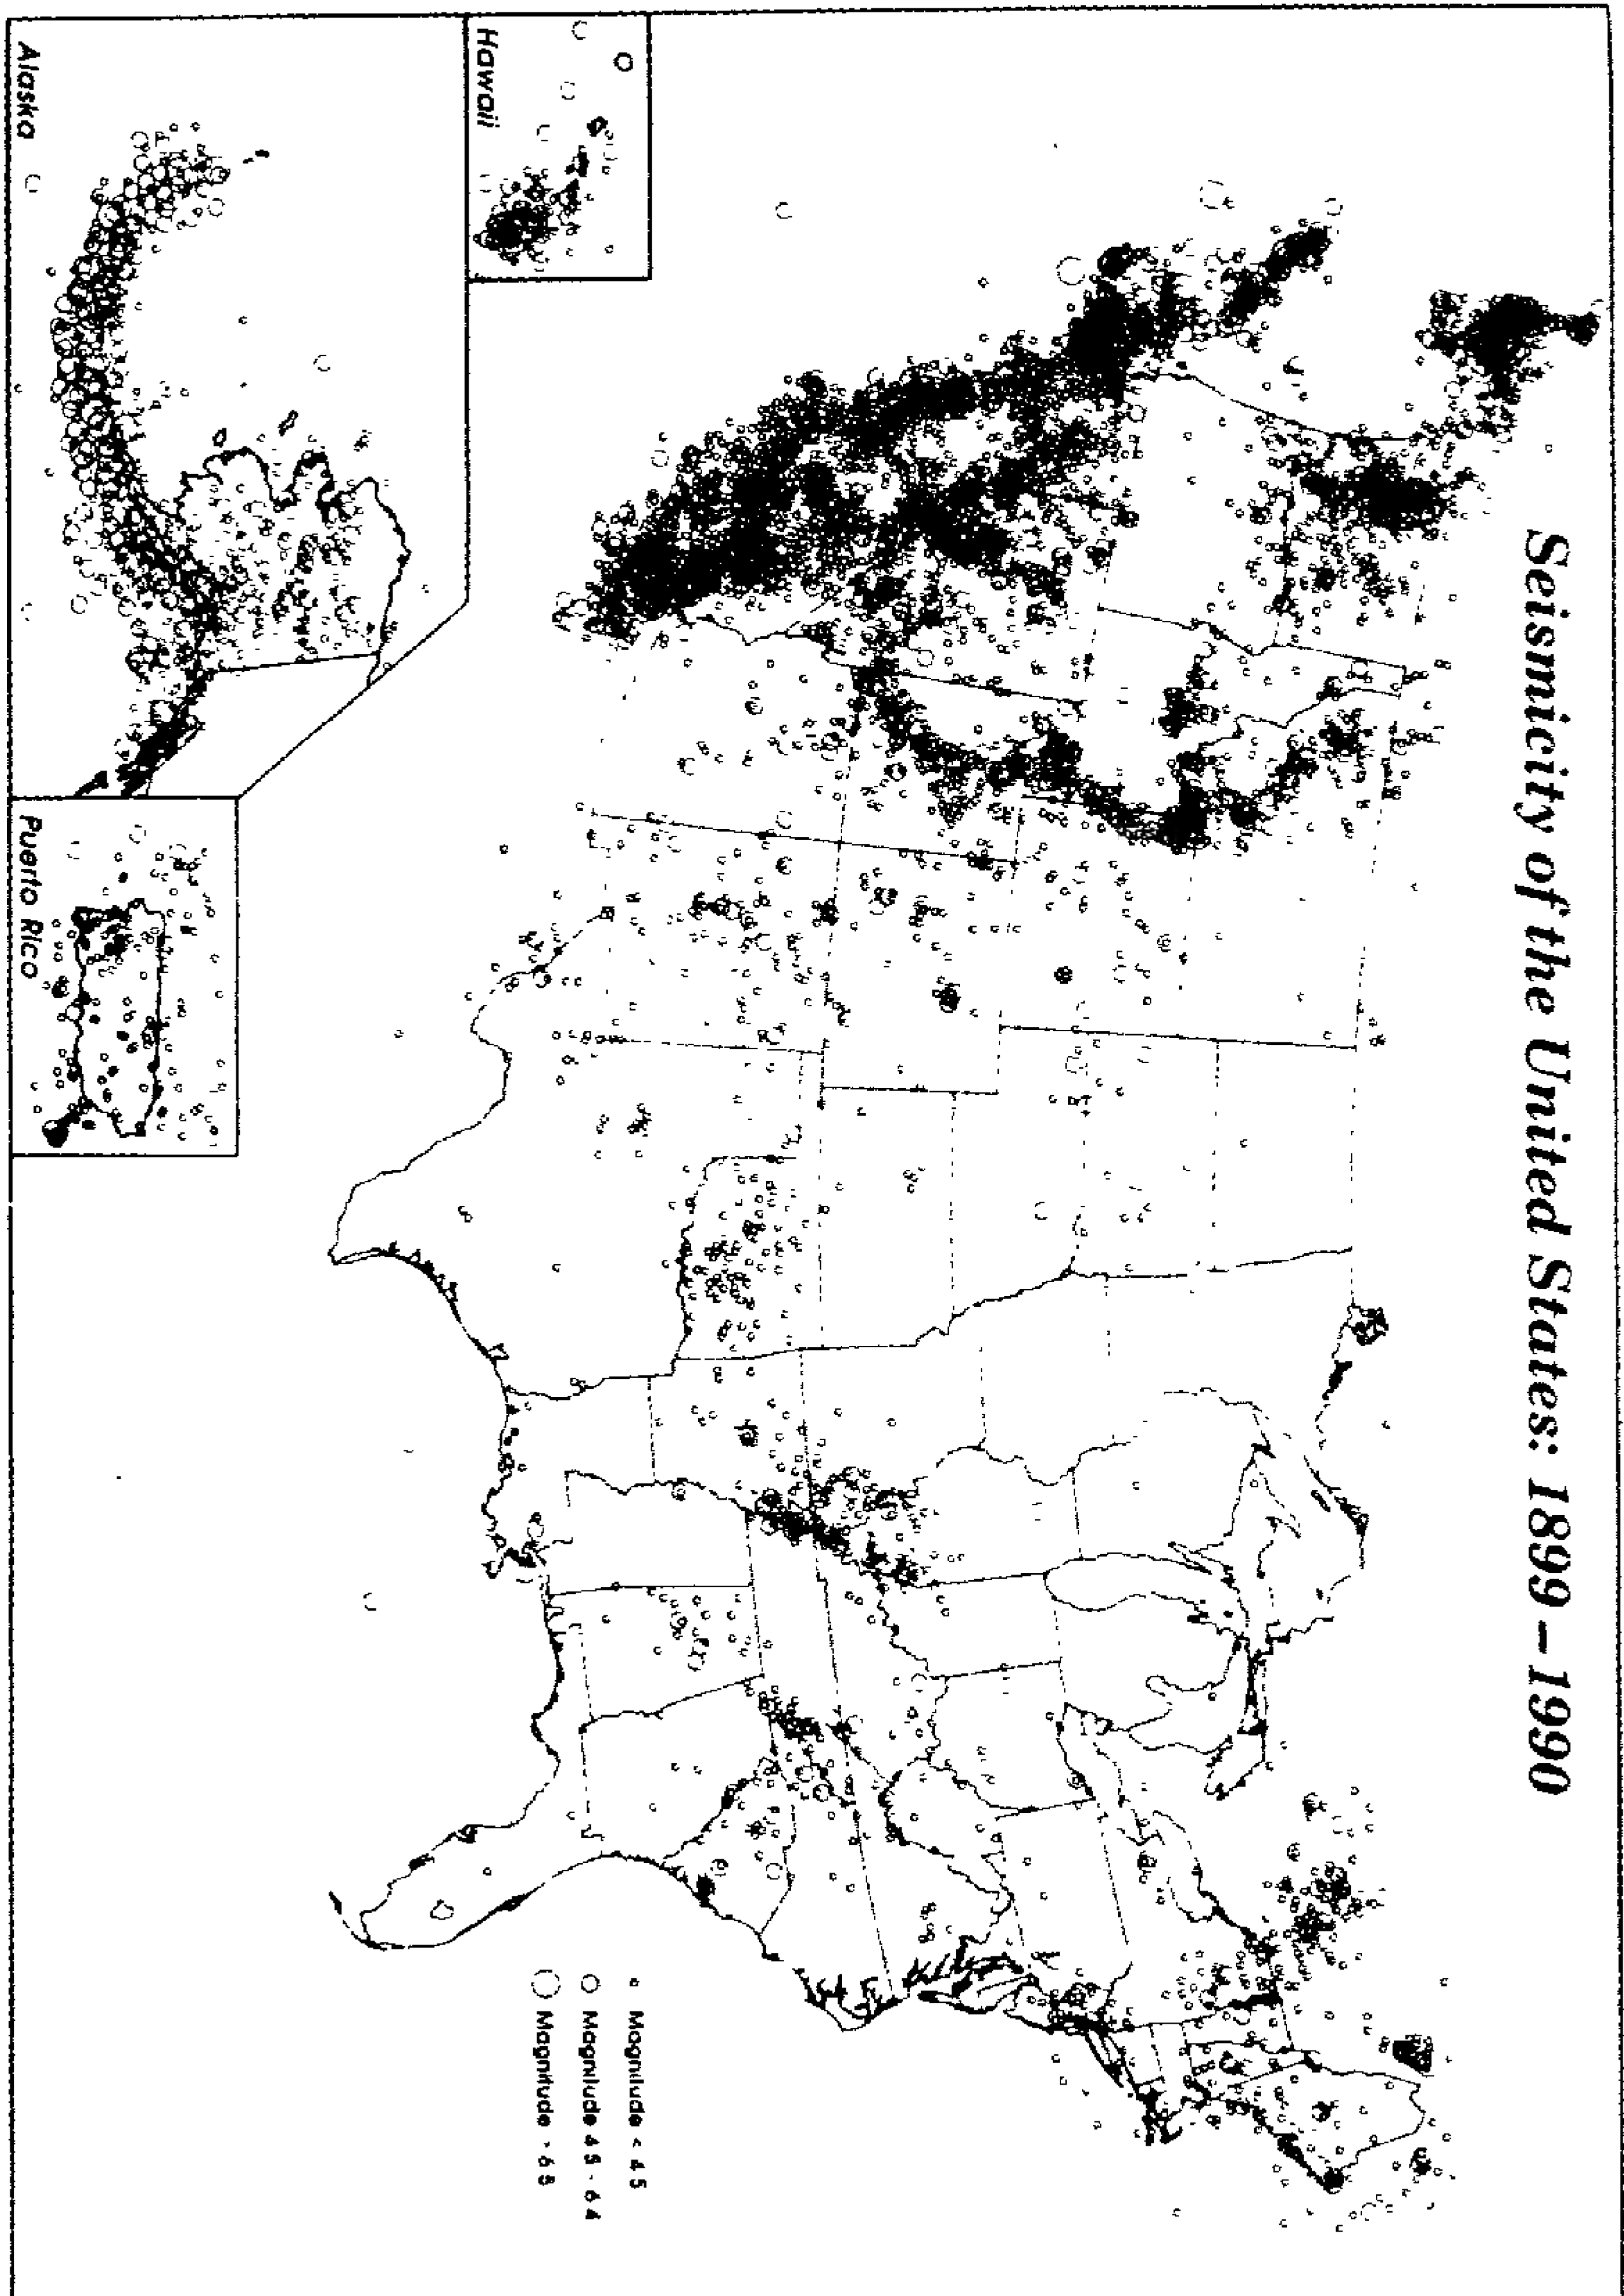 Seismicity of the United States: 1899 – 1990
Hawaii
Alaska
Puerto Rico
Magnitude < 4.5
Magnitude 4.5 - 6.4
Magnitude > 6.5